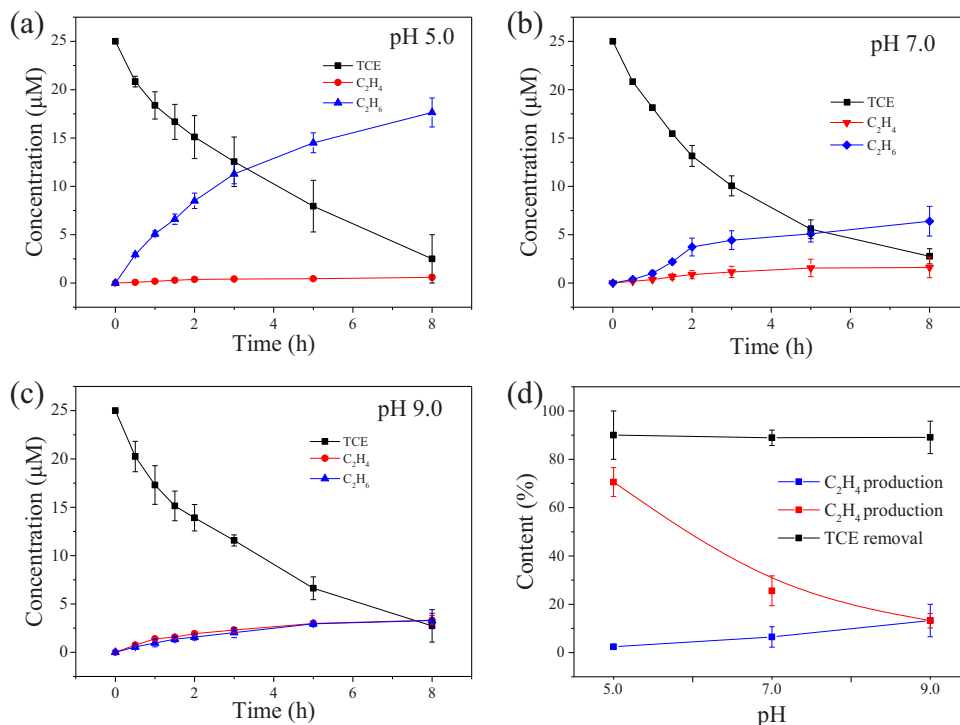 (a)
pH 5.0
TCE
C₂H₄
C₂H₆
Concentration (μM)
25
20
15
10
5
0
0 2 4 6 8
Time (h)
(b)
pH 7.0
TCE
C₂H₄
C₂H₆
Concentration (μM)
25
20
15
10
5
0
0 2 4 6 8
Time (h)
(c)
pH 9.0
TCE
C₂H₄
C₂H₆
Concentration (μM)
25
20
15
10
5
0
0 2 4 6 8
Time (h)
(d)
C₂H₄ production
C₂H₄ production
TCE removal
Content (%)
100
80
60
40
20
0
5.0 7.0 9.0
pH